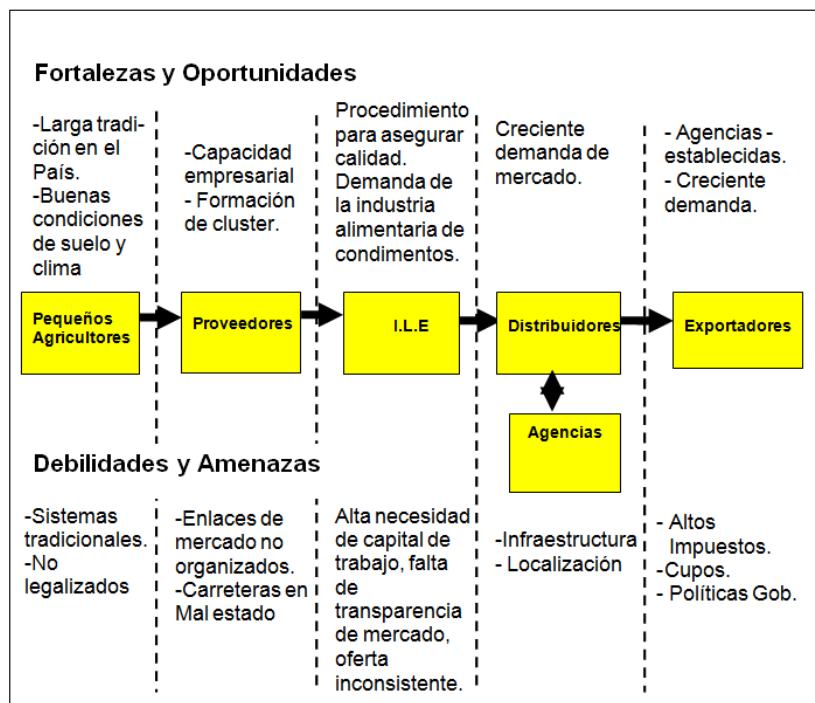 Fortalezas y Oportunidades
-Larga tradi-
ción en el
País.
-Buenas
condiciones
de suelo y
clima
-Capacidad
empresarial
- Formación
de cluster.
Procedimiento
para asegurar
calidad.
Demanda de
la industria
alimentaria de
condimentos.
Creciente
demanda de
mercado.
- Agencias -
establecidas.
- Creciente
demanda.
Pequeños
Agricultores
Proveedores
I.L.E
Distribuidores
Exportadores
Agencias
Debilidades y Amenazas
-Sistemas
tradicionales.
-No
legalizados
-Enlaces de
mercado no
organizados.
-Carreteras en
Mal estado
Alta necesidad
de capital de
trabajo, falta
de
transparencia
de mercado,
oferta
inconsistente.
-Infraestructura
- Localización
- Altos
Impuestos.
-Cupos.
- Políticas Gob.